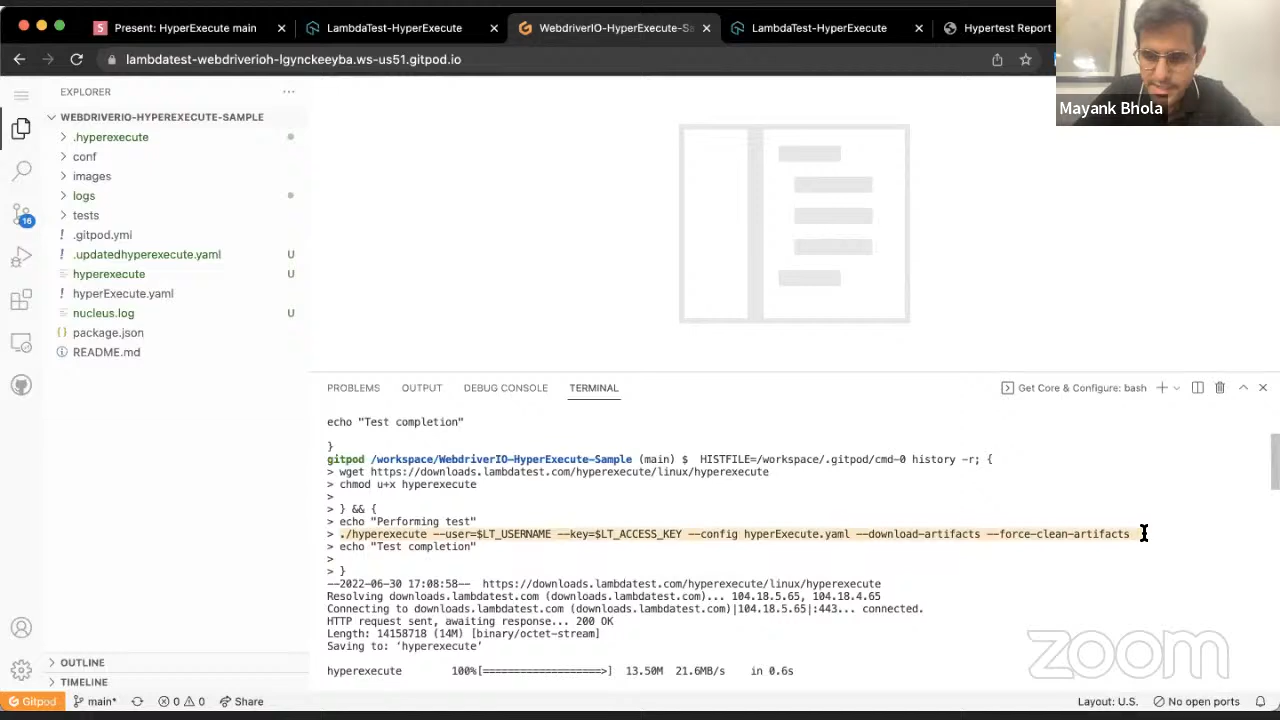 Present: HyperExecute main
LambdaTest-HyperExecute
WebdriverIO-HyperExecute-Sa
LambdaTest-HyperExecute
Hypertest Report
lambdatest-webdriverioh-lgynckeeyba.ws-us51.gitpod.io
Mayank Bhola
EXPLORER
WEBDRIVERIO-HYPEREXECUTE-SAMPLE
.hyperexecute
conf
images
logs
tests
.gitpod.yml
.updatedhyperexecute.yaml U
hyperexecute U
hyperExecute.yaml
nucleus.log U
package.json
README.md
16
OUTLINE
TIMELINE
PROBLEMS OUTPUT DEBUG CONSOLE TERMINAL
Get Core & Configure: bash
echo "Test completion"
}
gitpod /workspace/WebdriverIO-HyperExecute-Sample (main) $ HISTFILE=/workspace/.gitpod/cmd-0 history -r; {
> wget https://downloads.lambdatest.com/hyperexecute/linux/hyperexecute
> chmod u+x hyperexecute
>
> } && {
> echo "Performing test"
> ./hyperexecute --user=$LT_USERNAME --key=$LT_ACCESS_KEY --config hyperExecute.yaml --download-artifacts --force-clean-artifacts
> echo "Test completion"
>
> }
--2022-06-30 17:08:58-- https://downloads.lambdatest.com/hyperexecute/linux/hyperexecute
Resolving downloads.lambdatest.com (downloads.lambdatest.com)... 104.18.5.65, 104.18.4.65
Connecting to downloads.lambdatest.com (downloads.lambdatest.com)|104.18.5.65|:443... connected.
HTTP request sent, awaiting response... 200 OK
Length: 14158718 (14M) [binary/octet-stream]
Saving to: ‘hyperexecute’
hyperexecute 100%[===================>] 13.50M 21.6MB/s in 0.6s
zoom
Gitpod main* 0 0 Share
Layout: U.S. No open ports